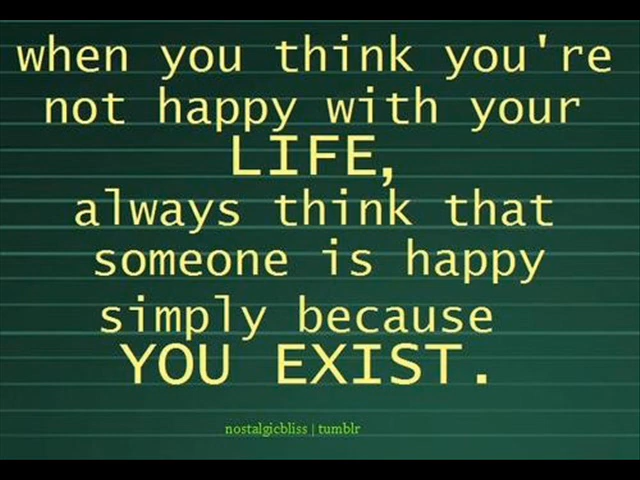 when you think you're
not happy with your
LIFE,
always think that
someone is happy
simply because
YOU EXIST.
nostalgicbliss | tumblr